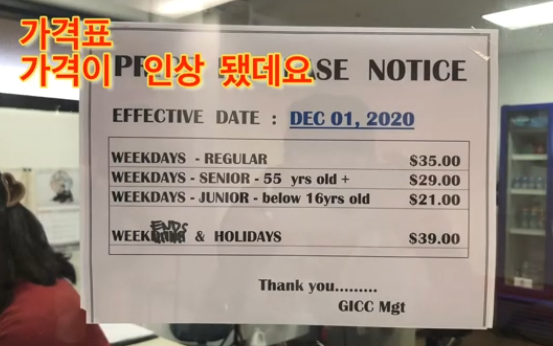 가격표
가격이 인상 됐데요
PR ASE NOTICE
EFFECTIVE DATE : DEC 01, 2020
WEEKDAYS - REGULAR $35.00
WEEKDAYS - SENIOR - 55 yrs old + $29.00
WEEKDAYS - JUNIOR - below 16yrs old $21.00
WEEKENDS & HOLIDAYS $39.00
Thank you.........
GICC Mgt